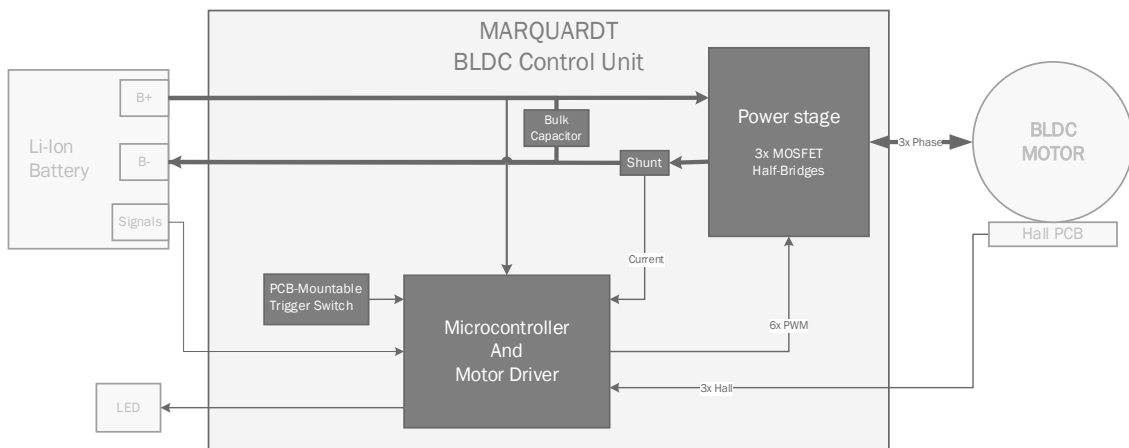 MARQUARDT
BLDC Control Unit
B+
Li-Ion
Battery
B-
Signals
Bulk
Capacitor
Shunt
Power stage
3x MOSFET
Half-Bridges
3x Phase
BLDC
MOTOR
Hall PCB
Current
PCB-Mountable
Trigger Switch
Microcontroller
And
Motor Driver
6x PWM
3x Hall
LED